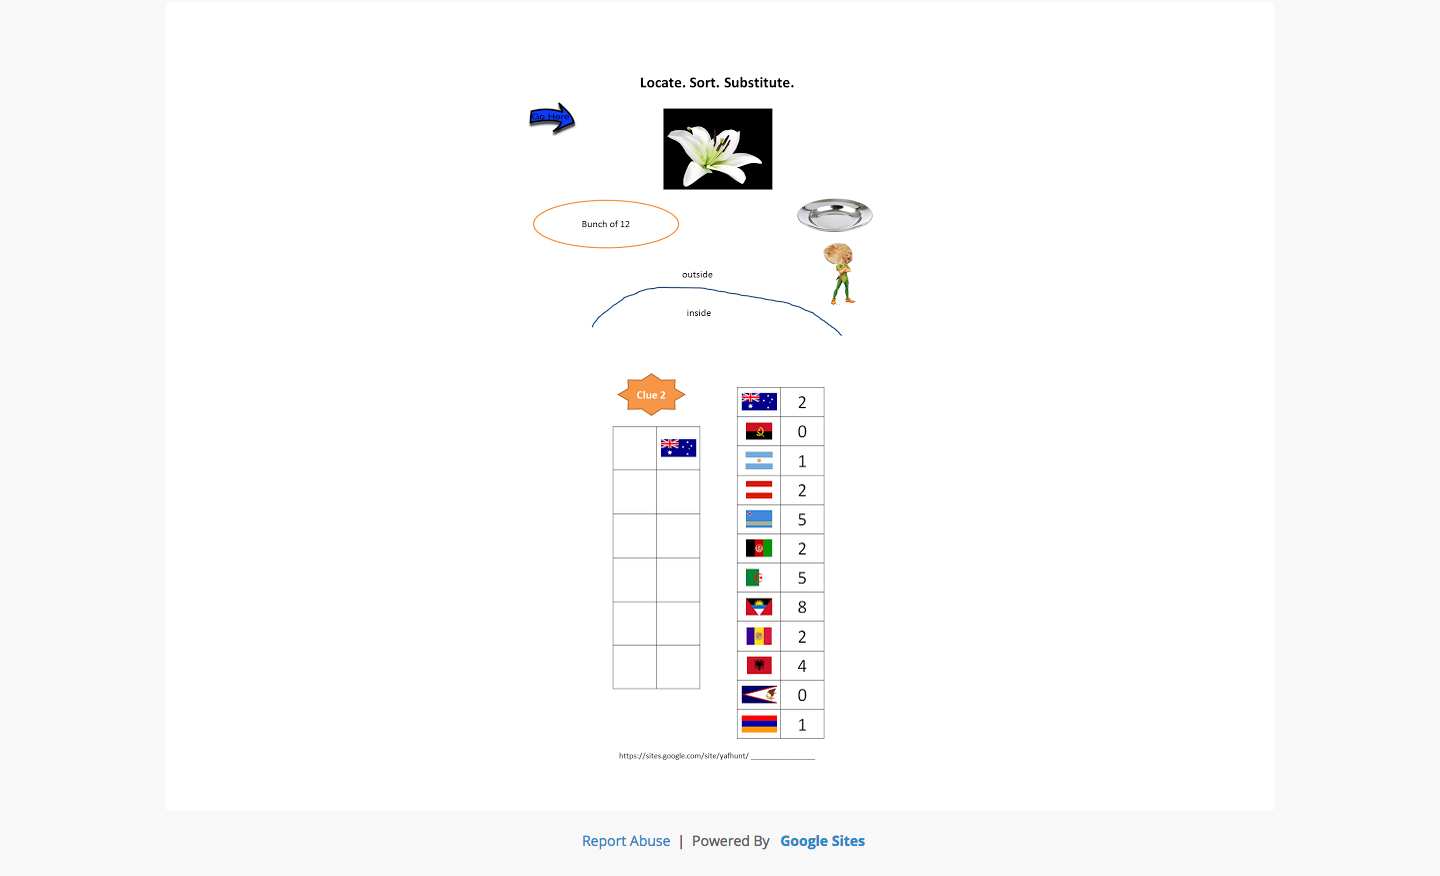 Locate. Sort. Substitute.
Go Here
Bunch of 12
outside
inside
Clue 2
2
0
1
2
5
2
5
8
2
4
0
1
https://sites.google.com/site/yafhunt/ _______________
Report Abuse | Powered By Google Sites